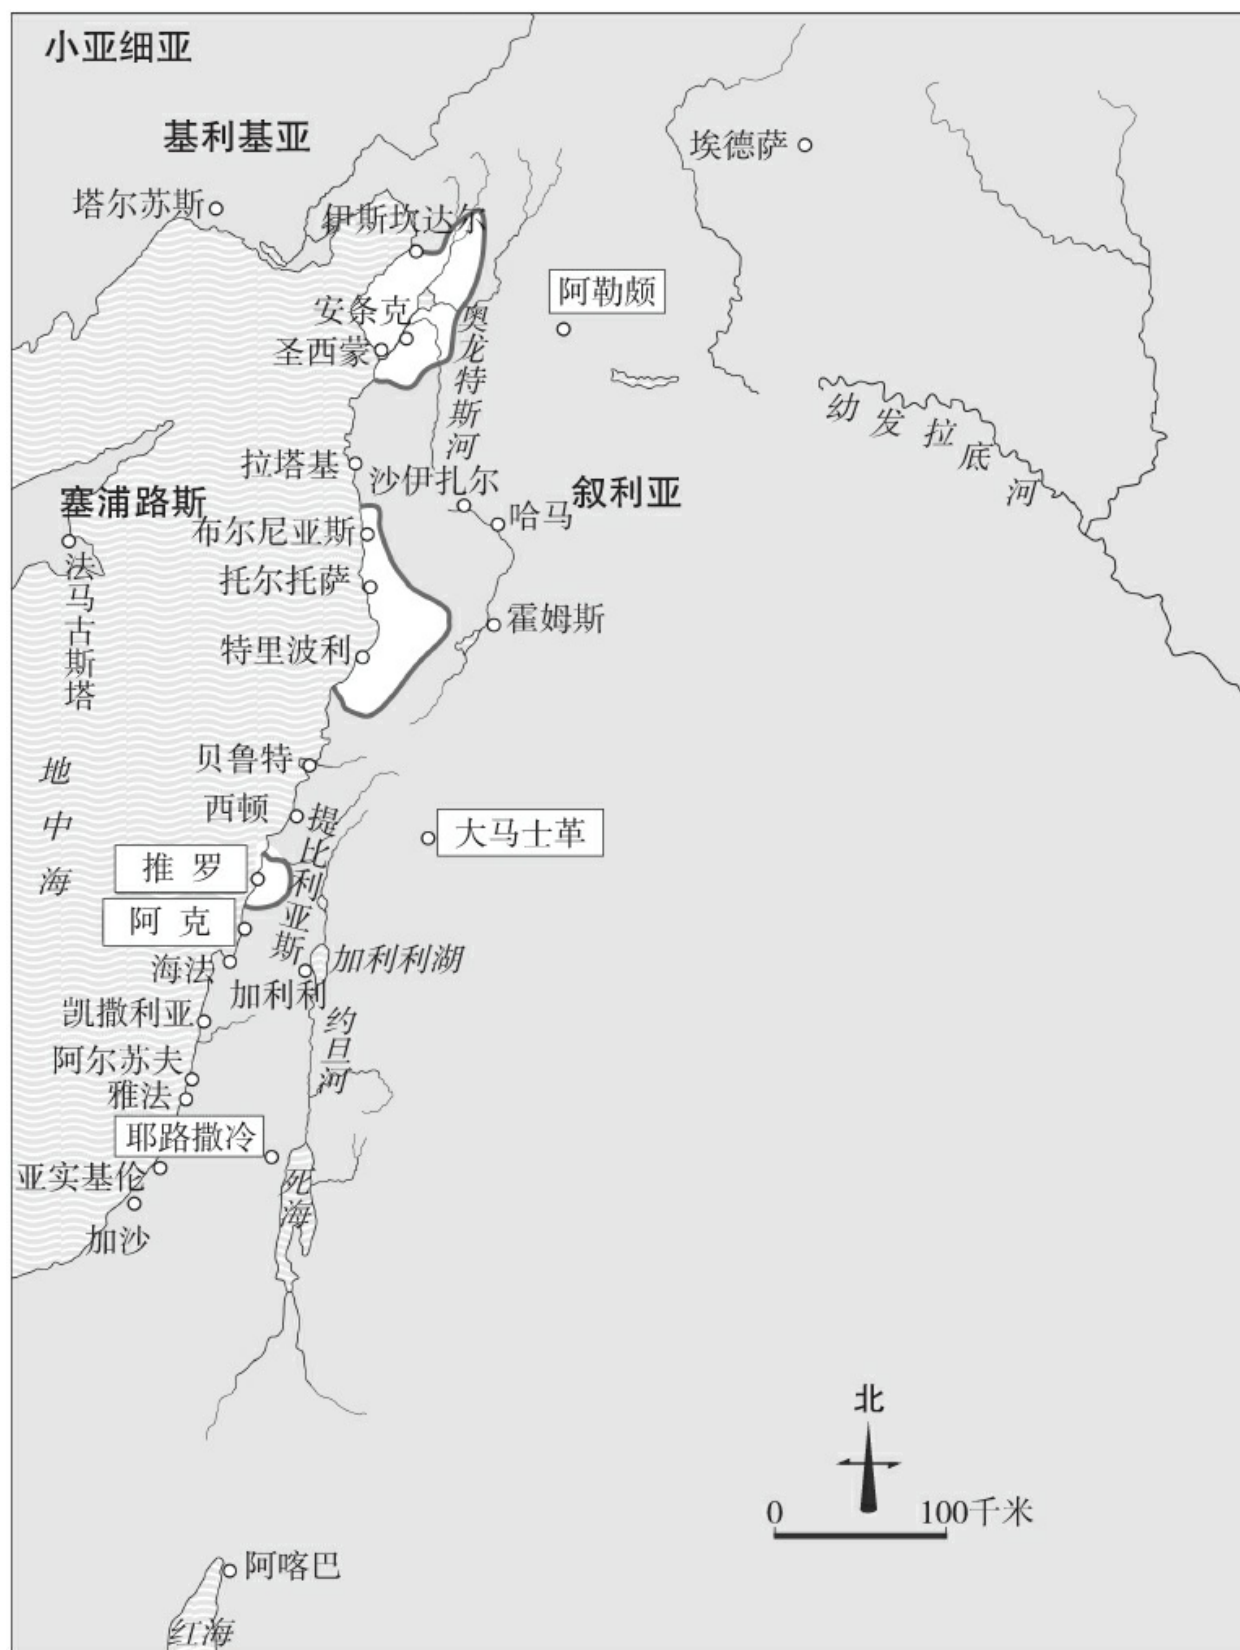 小亚细亚
基利基亚
埃德萨
塔尔苏斯
伊斯坎达尔
阿勒颇
安条克
圣西蒙
奥龙特斯河
幼发拉底河
拉塔基
沙伊扎尔
叙利亚
塞浦路斯
哈马
布尔尼亚斯
法马古斯塔
托尔托萨
霍姆斯
特里波利
地中海
贝鲁特
西顿
提比利亚斯
大马士革
推罗
阿克
海法
加利利湖
加利利
凯撒利亚
约旦河
阿尔苏夫
雅法
耶路撒冷
亚实基伦
死海
加沙
北
0
100千米
阿喀巴
红海